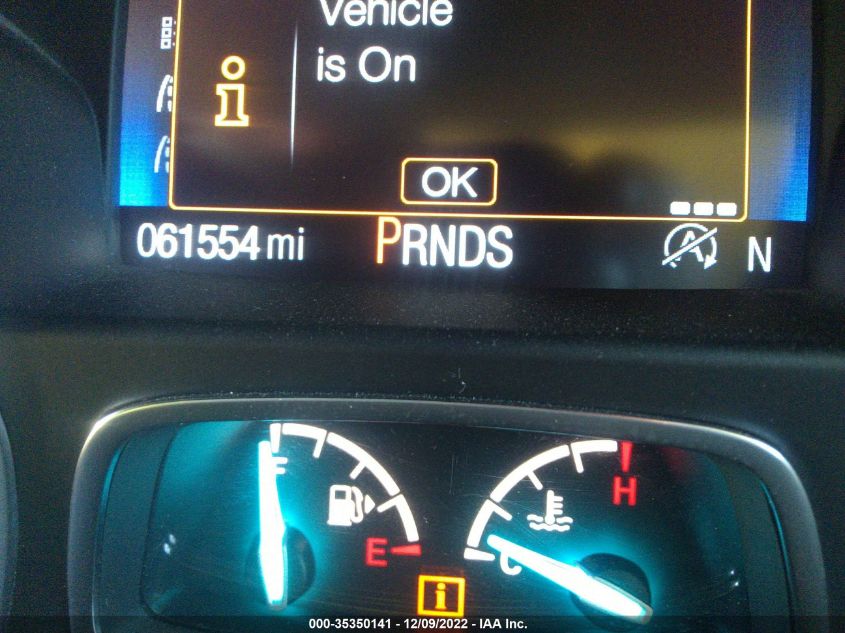 Vehicle
is On
i
OK
061554 mi PRNDS A N
F H
E C
i
000-35350141 - 12/09/2022 - IAA Inc.